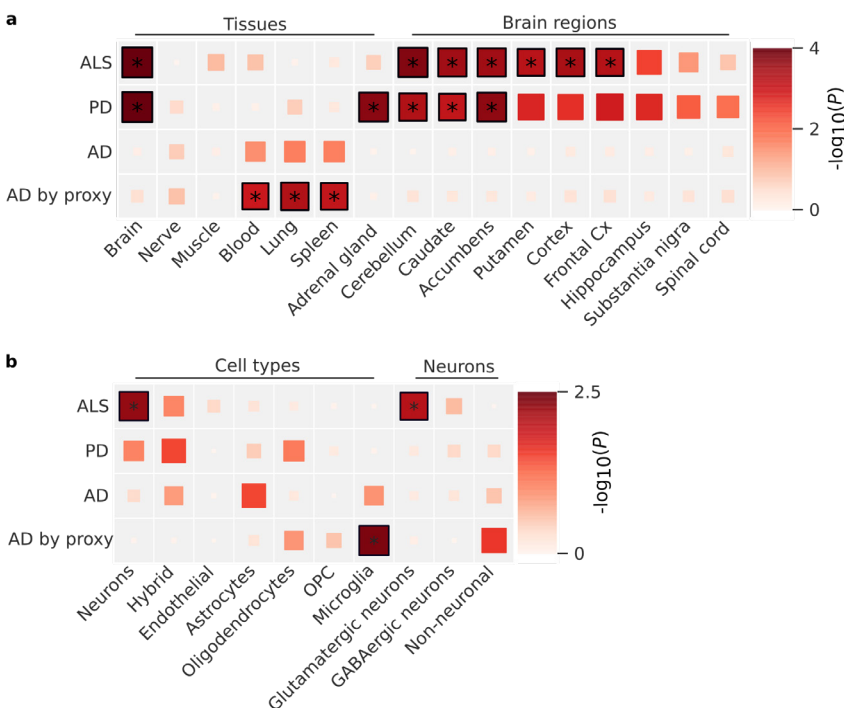 a
Tissues
Brain regions
ALS
* * * * * * *
PD
* * * * *
AD
AD by proxy
* * *
4
2
0
-log10(P)
Brain
Nerve
Muscle
Blood
Lung
Spleen
Adrenal gland
Cerebellum
Caudate
Accumbens
Putamen
Cortex
Frontal Cx
Hippocampus
Substantia nigra
Spinal cord
b
Cell types
Neurons
ALS
* *
PD
AD
AD by proxy
*
2.5
0
-log10(P)
Neurons
Hybrid
Endothelial
Astrocytes
Oligodendrocytes
OPC
Microglia
Glutamatergic neurons
GABAergic neurons
Non-neuronal